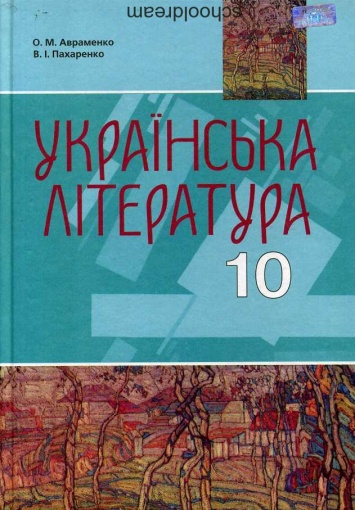 schooldream
О. М. Авраменко
В. І. Пахаренко
УКРАЇНСЬКА
ЛІТЕРАТУРА
10